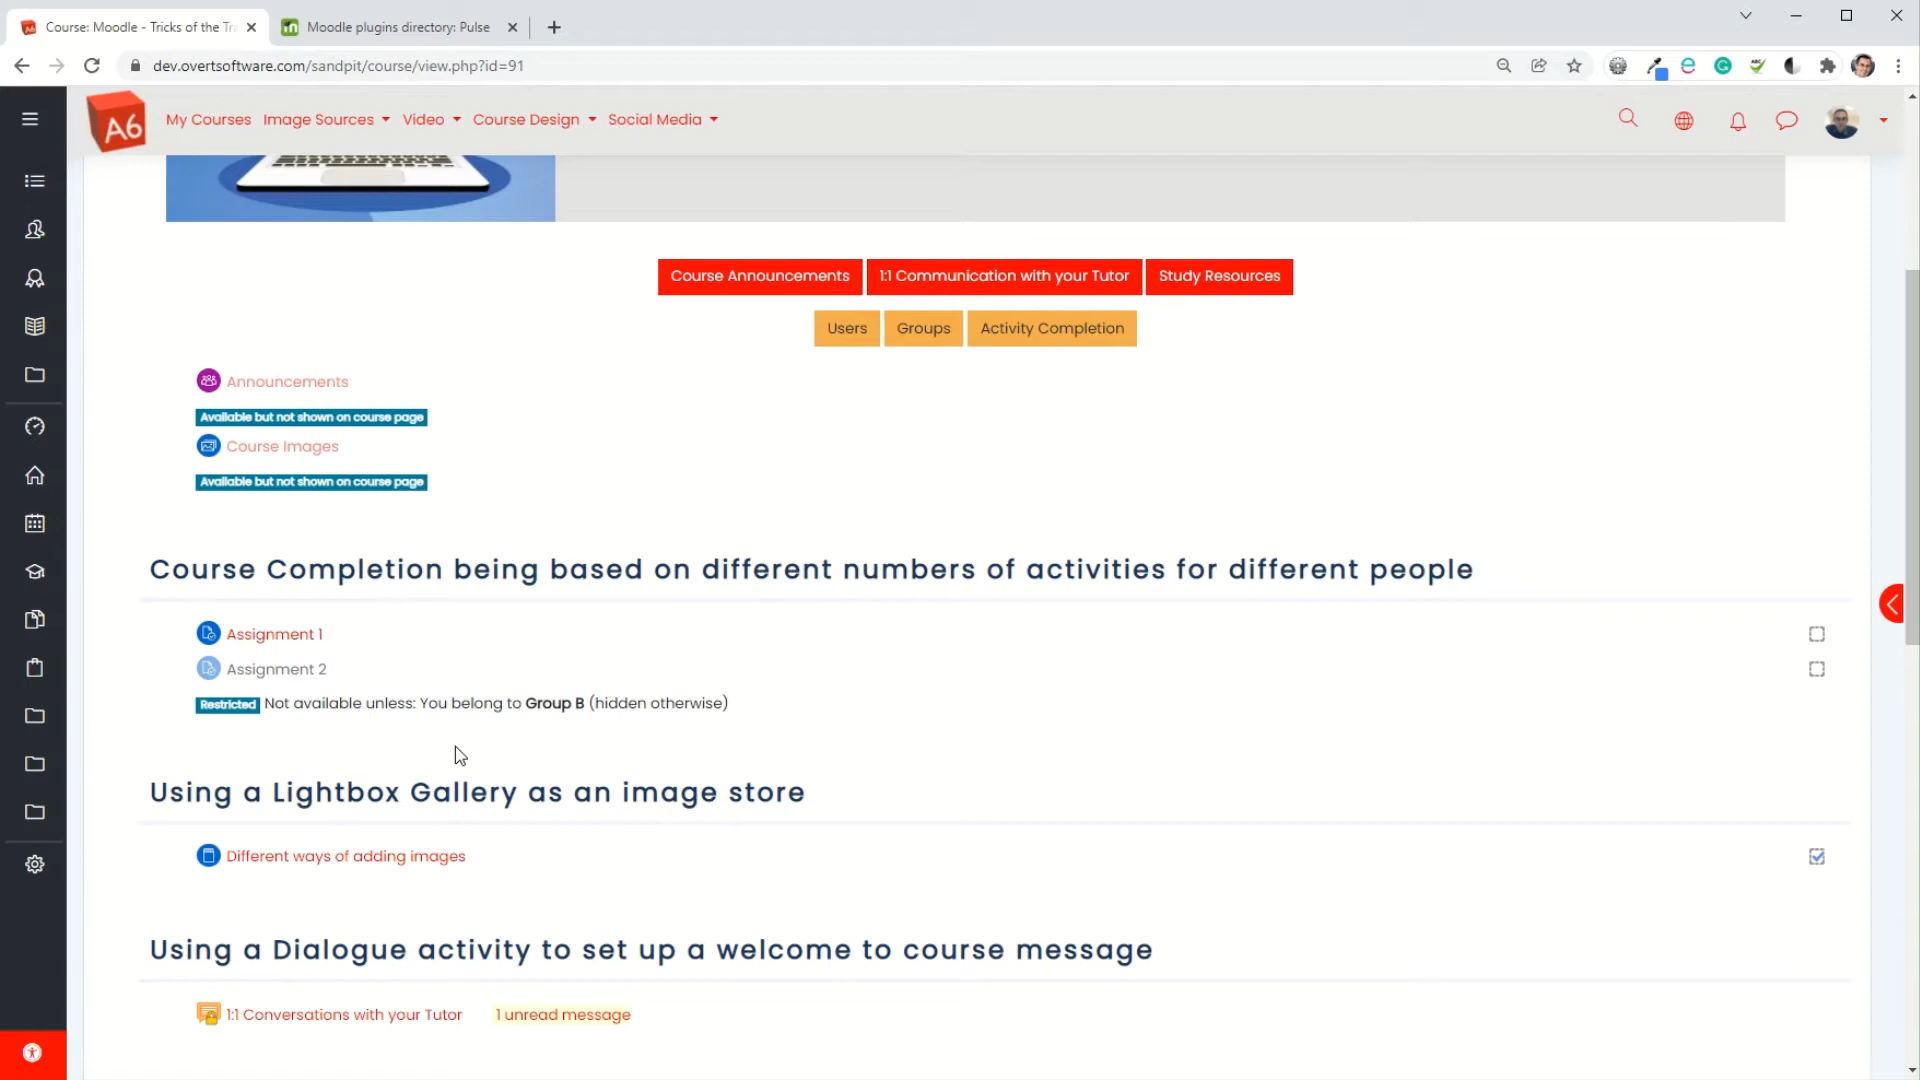 Course: Moodle - Tricks of the Tr
Moodle plugins directory: Pulse
dev.overtsoftware.com/sandpit/course/view.php?id=91
A6
My Courses Image Sources Video Course Design Social Media
Course Announcements 1:1 Communication with your Tutor Study Resources
Users Groups Activity Completion
Announcements
Available but not shown on course page
Course Images
Available but not shown on course page
Course Completion being based on different numbers of activities for different people
Assignment 1
Assignment 2
Restricted Not available unless: You belong to Group B (hidden otherwise)
Using a Lightbox Gallery as an image store
Different ways of adding images
Using a Dialogue activity to set up a welcome to course message
1:1 Conversations with your Tutor 1 unread message